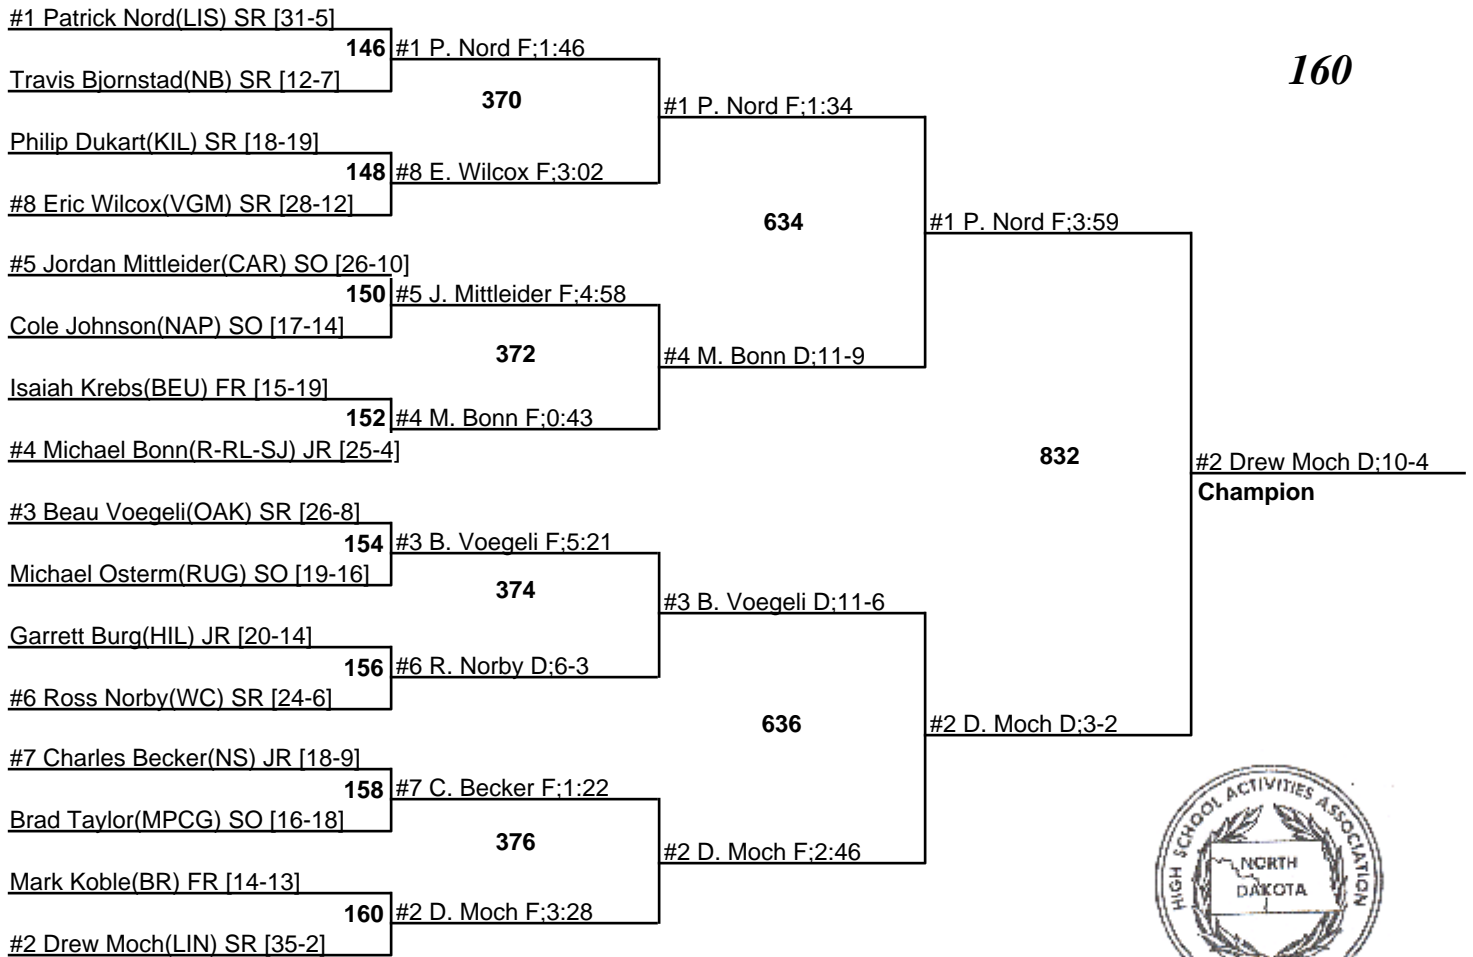 #1 Patrick Nord(LIS) SR [31-5]
146 #1 P. Nord F;1:46
160
Travis Bjornstad(NB) SR [12-7]
370
#1 P. Nord F;1:34
Philip Dukart(KIL) SR [18-19]
148 #8 E. Wilcox F;3:02
#8 Eric Wilcox(VGM) SR [28-12]
634
#1 P. Nord F;3:59
#5 Jordan Mittleider(CAR) SO [26-10]
150 #5 J. Mittleider F;4:58
Cole Johnson(NAP) SO [17-14]
372
#4 M. Bonn D;11-9
Isaiah Krebs(BEU) FR [15-19]
152 #4 M. Bonn F;0:43
#4 Michael Bonn(R-RL-SJ) JR [25-4]
832
#2 Drew Moch D;10-4
Champion
#3 Beau Voegeli(OAK) SR [26-8]
154 #3 B. Voegeli F;5:21
Michael Osterm(RUG) SO [19-16]
374
#3 B. Voegeli D;11-6
Garrett Burg(HIL) JR [20-14]
156 #6 R. Norby D;6-3
#6 Ross Norby(WC) SR [24-6]
636
#2 D. Moch D;3-2
#7 Charles Becker(NS) JR [18-9]
158 #7 C. Becker F;1:22
Brad Taylor(MPCG) SO [16-18]
376
#2 D. Moch F;2:46
Mark Koble(BR) FR [14-13]
160 #2 D. Moch F;3:28
#2 Drew Moch(LIN) SR [35-2]
HIGH SCHOOL ACTIVITIES ASSOCIATION
NORTH
DAKOTA